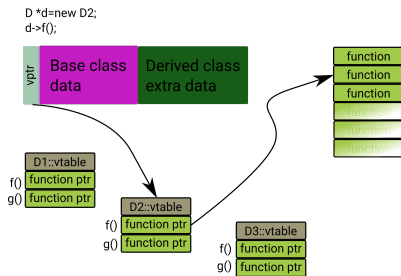 D *d=new D2;
d->f();
vptr
Base class
data
Derived class
extra data
function
function
function
function
function
function
D1::vtable
f() function ptr
g() function ptr
D2::vtable
f() function ptr
g() function ptr
D3::vtable
f() function ptr
g() function ptr